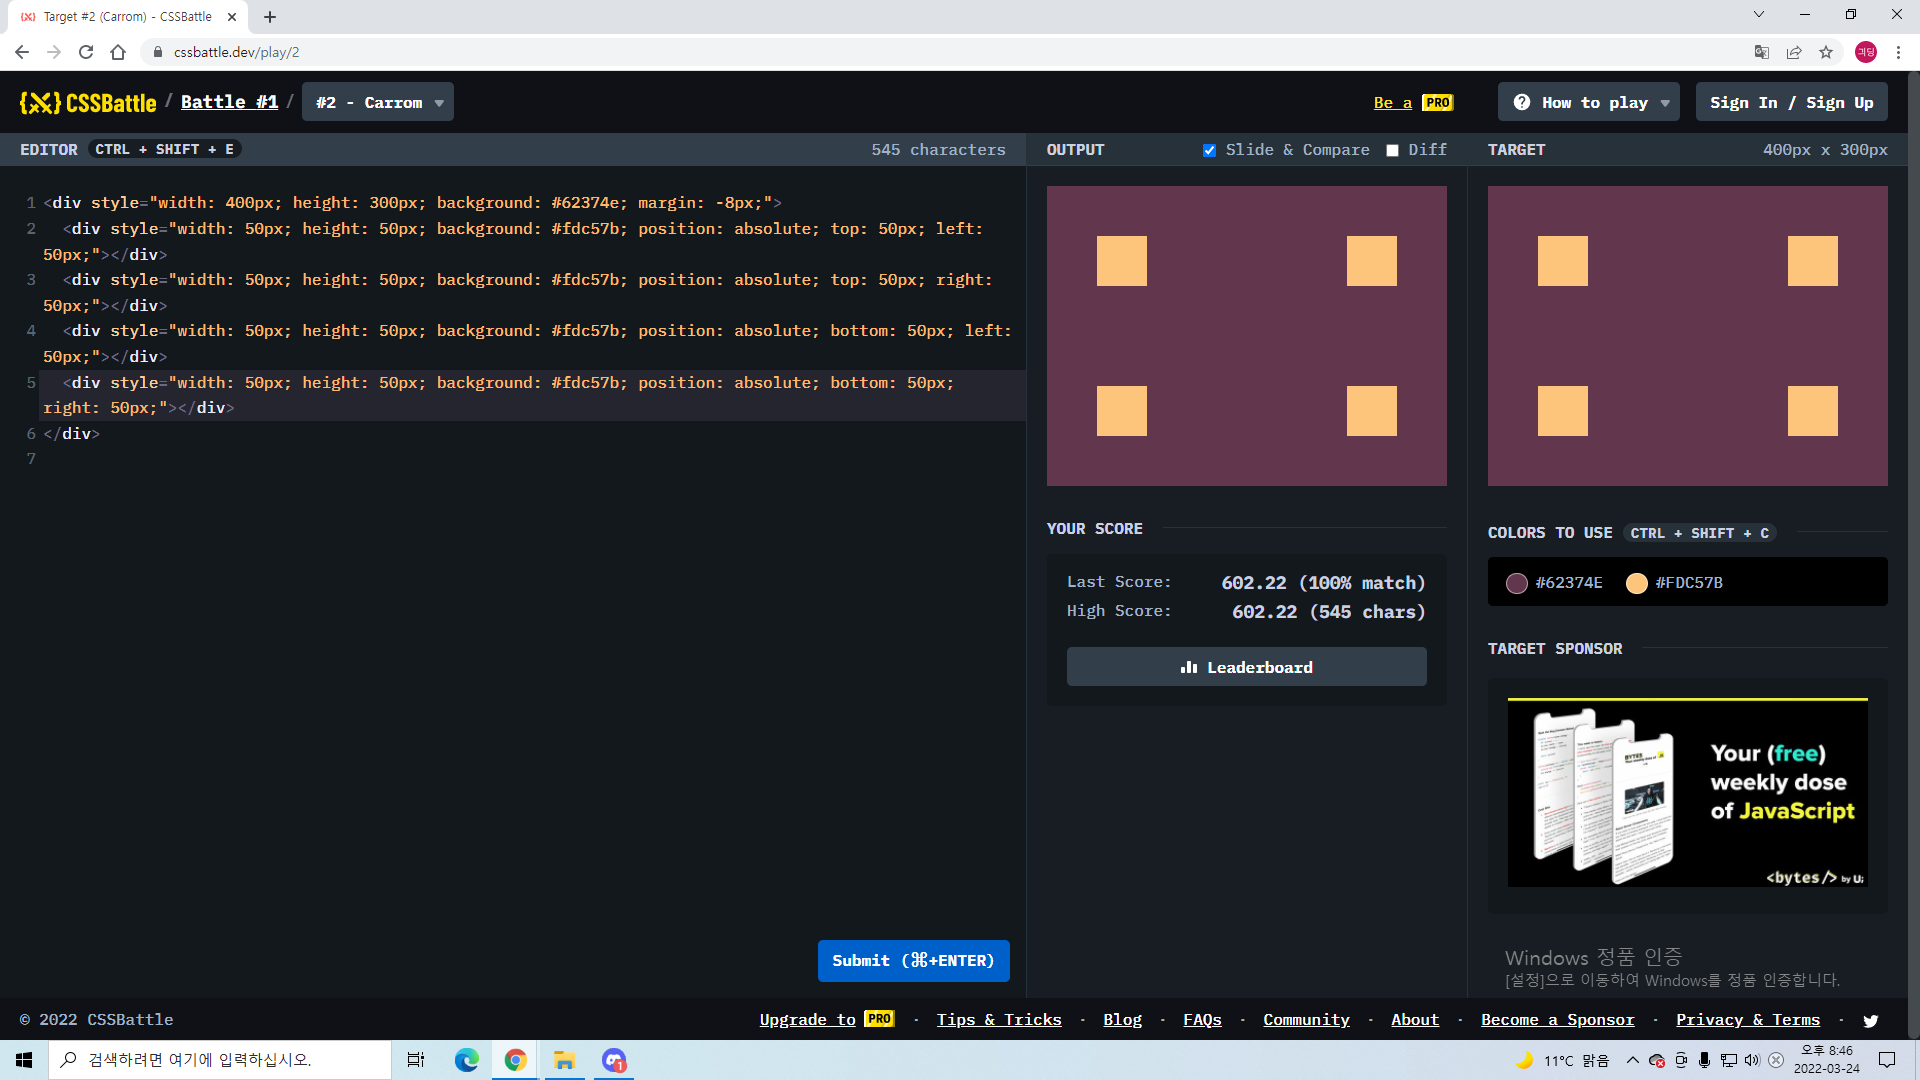 Target #2 (Carrom) - CSSBattle
cssbattle.dev/play/2
귀딩
{X} CSSBattle / Battle #1 / #2 - Carrom
Be a PRO
How to play
Sign In / Sign Up
EDITOR CTRL + SHIFT + E 545 characters
OUTPUT Slide & Compare Diff
TARGET 400px x 300px
1 <div style="width: 400px; height: 300px; background: #62374e; margin: -8px;">
2 <div style="width: 50px; height: 50px; background: #fdc57b; position: absolute; top: 50px; left:
50px;"></div>
3 <div style="width: 50px; height: 50px; background: #fdc57b; position: absolute; top: 50px; right:
50px;"></div>
4 <div style="width: 50px; height: 50px; background: #fdc57b; position: absolute; bottom: 50px; left:
50px;"></div>
5 <div style="width: 50px; height: 50px; background: #fdc57b; position: absolute; bottom: 50px;
right: 50px;"></div>
6 </div>
7
YOUR SCORE
Last Score: 602.22 (100% match)
High Score: 602.22 (545 chars)
Leaderboard
COLORS TO USE CTRL + SHIFT + C
#62374E #FDC57B
TARGET SPONSOR
BYTES
Your (free)
weekly dose
of JavaScript
<bytes/> by ui
Submit (⌘+ENTER)
Windows 정품 인증
[설정]으로 이동하여 Windows를 정품 인증합니다.
© 2022 CSSBattle
Upgrade to PRO · Tips & Tricks · Blog · FAQs · Community · About · Become a Sponsor · Privacy & Terms ·
검색하려면 여기에 입력하십시오.
1
11°C 맑음
오후 8:46
2022-03-24